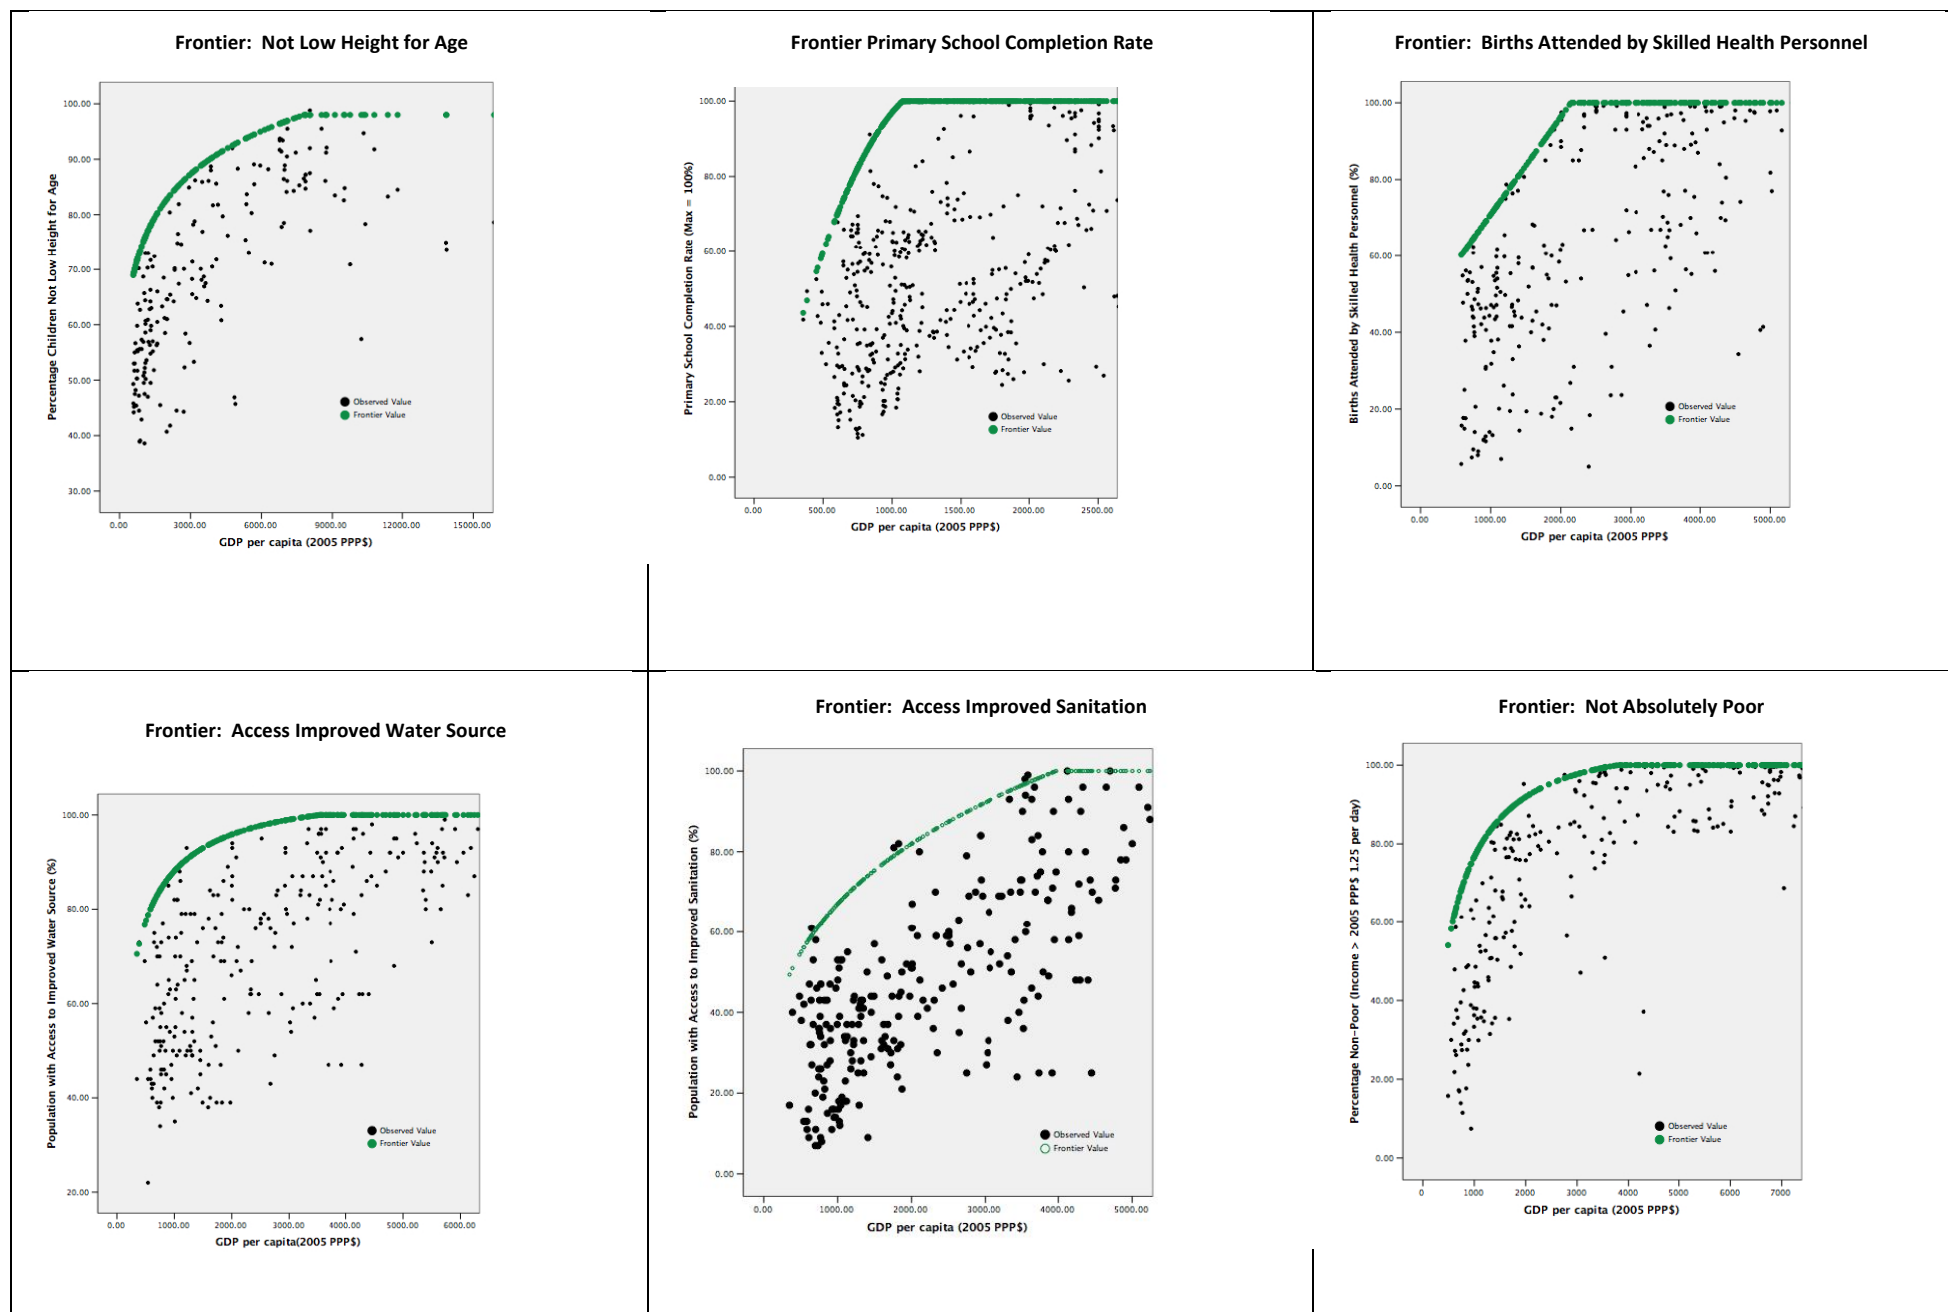 Frontier:  Not Low Height for Age
Percentage Children Not Low Height for Age
100.00
90.00
80.00
70.00
60.00
50.00
40.00
30.00
Observed Value
Frontier Value
0.00 3000.00 6000.00 9000.00 12000.00 15000.00
GDP per capita (2005 PPP$)
Frontier Primary School Completion Rate
Primary School Completion Rate (Max = 100%)
100.00
80.00
60.00
40.00
20.00
0.00
Observed Value
Frontier Value
0.00 500.00 1000.00 1500.00 2000.00 2500.00
GDP per capita (2005 PPP$)
Frontier:  Births Attended by Skilled Health Personnel
Births Attended by Skilled Health Personnel (%)
100.00
80.00
60.00
40.00
20.00
0.00
Observed Value
Frontier Value
0.00 1000.00 2000.00 3000.00 4000.00 5000.00
GDP per capita (2005 PPP$
Frontier:  Access Improved Water Source
Population with Access to Improved Water Source (%)
100.00
80.00
60.00
40.00
20.00
Observed Value
Frontier Value
0.00 1000.00 2000.00 3000.00 4000.00 5000.00 6000.00
GDP per capita(2005 PPP$)
Frontier:  Access Improved Sanitation
Population with Access to Improved Sanitation (%)
100.00
80.00
60.00
40.00
20.00
0.00
Observed Value
Frontier Value
0.00 1000.00 2000.00 3000.00 4000.00 5000.00
GDP per capita (2005 PPP$)
Frontier:  Not Absolutely Poor
Percentage Non-Poor (Income > 2005 PPP$ 1.25 per day)
100.00
80.00
60.00
40.00
20.00
0.00
Observed Value
Frontier Value
0 1000 2000 3000 4000 5000 6000 7000
GDP per capita (2005 PPP$)